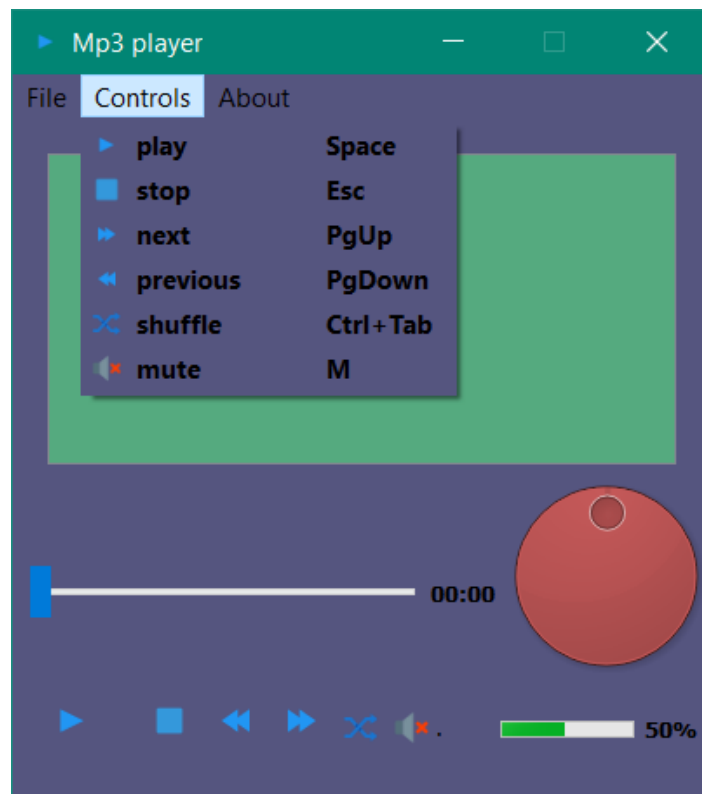 Mp3 player
File Controls About
play Space
stop Esc
next PgUp
previous PgDown
shuffle Ctrl+Tab
mute M
00:00
. 50%